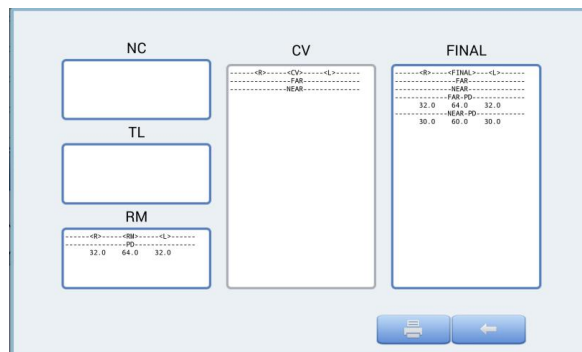 NC
TL
RM
------<R>------<RM>------<L>------
---------------PD---------------
32.0 64.0 32.0
CV
------<R>------<CV>------<L>------
---------------FAR---------------
---------------NEAR---------------
FINAL
------<R>-----<FINAL>----<L>------
---------------FAR---------------
---------------NEAR---------------
-------------FAR-PD-------------
32.0 64.0 32.0
-------------NEAR-PD-------------
30.0 60.0 30.0